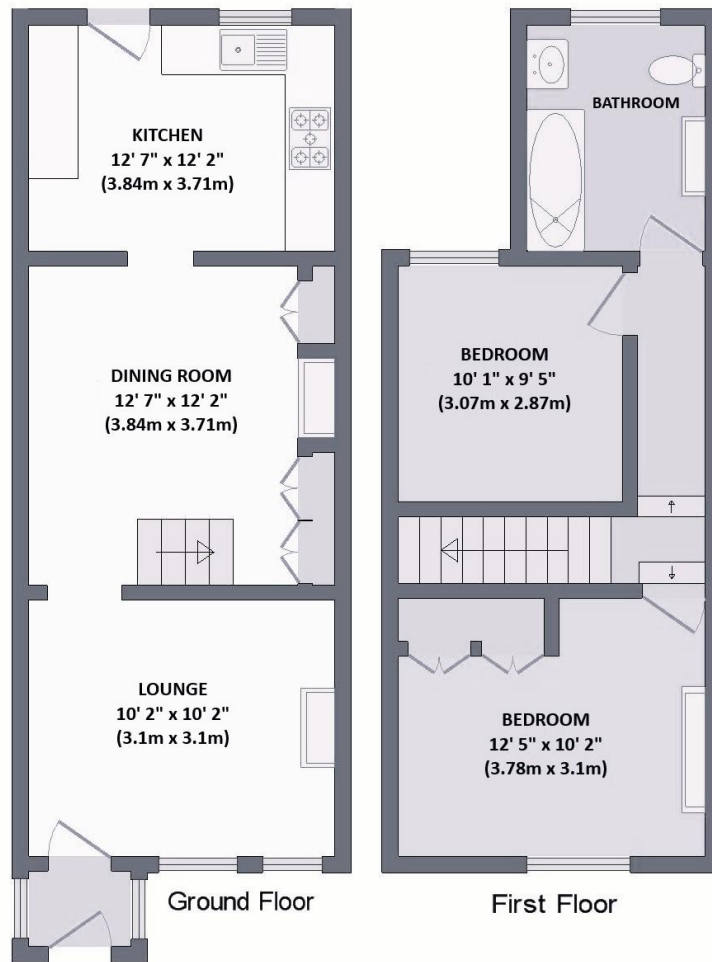 KITCHEN
12' 7" x 12' 2"
(3.84m x 3.71m)
DINING ROOM
12' 7" x 12' 2"
(3.84m x 3.71m)
LOUNGE
10' 2" x 10' 2"
(3.1m x 3.1m)
Ground Floor
BATHROOM
BEDROOM
10' 1" x 9' 5"
(3.07m x 2.87m)
BEDROOM
12' 5" x 10' 2"
(3.78m x 3.1m)
First Floor